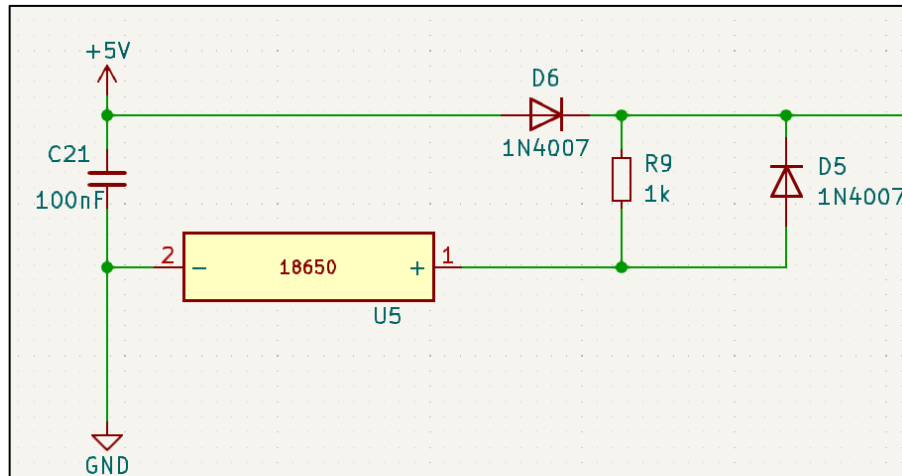 +5V
D6
1N4007
C21
100nF
R9
1k
D5
1N4007
2
−
18650
+
1
U5
GND